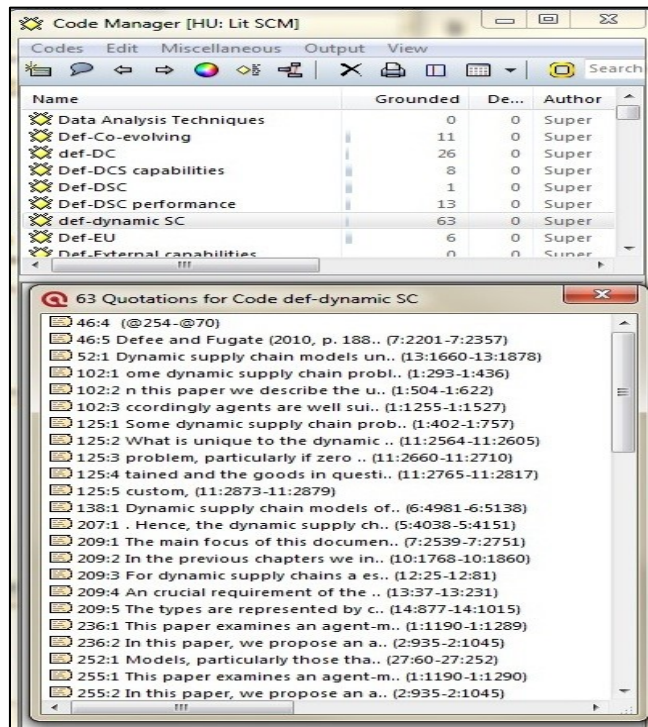 Code Manager [HU: Lit SCM]
Codes Edit Miscellaneous Output View
Search
Name Grounded De... Author
Data Analysis Techniques 0 0 Super
Def-Co-evolving 11 0 Super
def-DC 26 0 Super
Def-DCS capabilities 8 0 Super
Def-DSC 1 0 Super
Def-DSC performance 13 0 Super
def-dynamic SC 63 0 Super
Def-EU 6 0 Super
Def-External capabilities 0 0 Super
63 Quotations for Code def-dynamic SC
46:4 (@254-@70)
46:5 Defee and Fugate (2010, p. 188.. (7:2201-7:2357)
52:1 Dynamic supply chain models un.. (13:1660-13:1878)
102:1 ome dynamic supply chain probl.. (1:293-1:436)
102:2 n this paper we describe the u.. (1:504-1:622)
102:3 ccordingly agents are well sui.. (1:1255-1:1527)
125:1 Some dynamic supply chain prob.. (1:402-1:757)
125:2 What is unique to the dynamic .. (11:2564-11:2605)
125:3 problem, particularly if zero .. (11:2660-11:2710)
125:4 tained and the goods in questi.. (11:2765-11:2817)
125:5 custom, (11:2873-11:2879)
138:1 Dynamic supply chain models of.. (6:4981-6:5138)
207:1 . Hence, the dynamic supply ch.. (5:4038-5:4151)
209:1 The main focus of this documen.. (7:2539-7:2751)
209:2 In the previous chapters we in.. (10:1768-10:1860)
209:3 For dynamic supply chains a es.. (12:25-12:81)
209:4 An crucial requirement of the .. (13:37-13:231)
209:5 The types are represented by c.. (14:877-14:1015)
236:1 This paper examines an agent-m.. (1:1190-1:1289)
236:2 In this paper, we propose an a.. (2:935-2:1045)
252:1 Models, particularly those tha.. (27:60-27:252)
255:1 This paper examines an agent-m.. (1:1190-1:1290)
255:2 In this paper, we propose an a.. (2:935-2:1045)